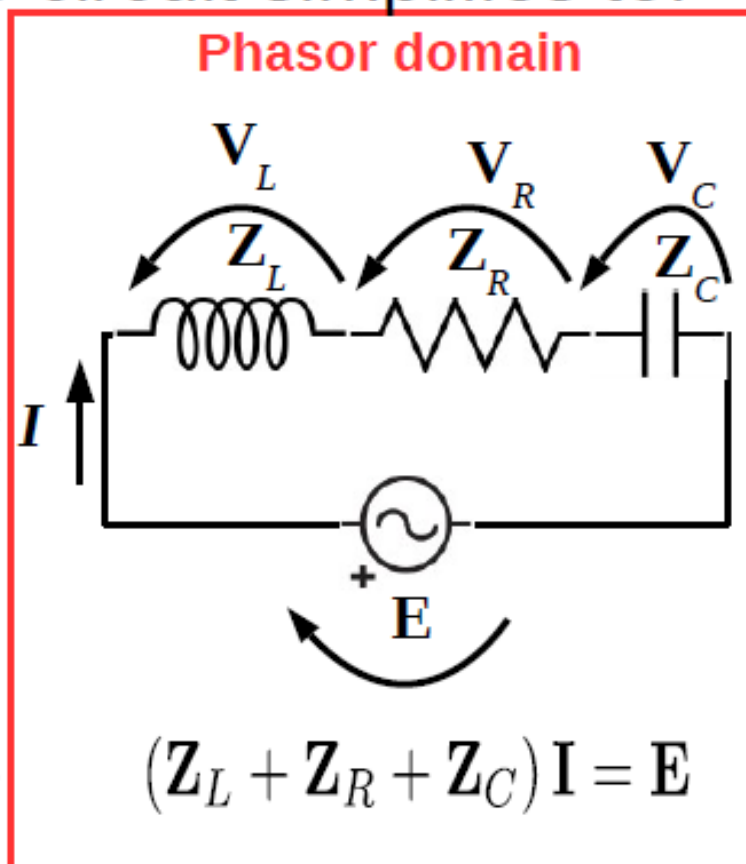 Phasor domain
V_L V_R V_C
Z_L Z_R Z_C
I
+
E
(Z_L + Z_R + Z_C) I = E